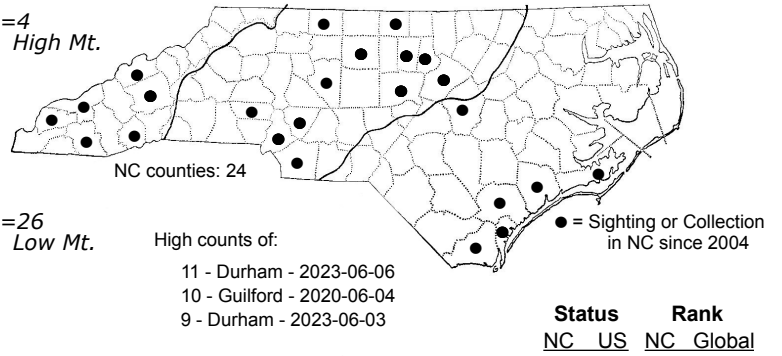 =4
High Mt.
NC counties: 24
=26
Low Mt.
High counts of:
11 - Durham - 2023-06-06
10 - Guilford - 2020-06-04
9 - Durham - 2023-06-03
● = Sighting or Collection
in NC since 2004
Status Rank
NC US NC Global